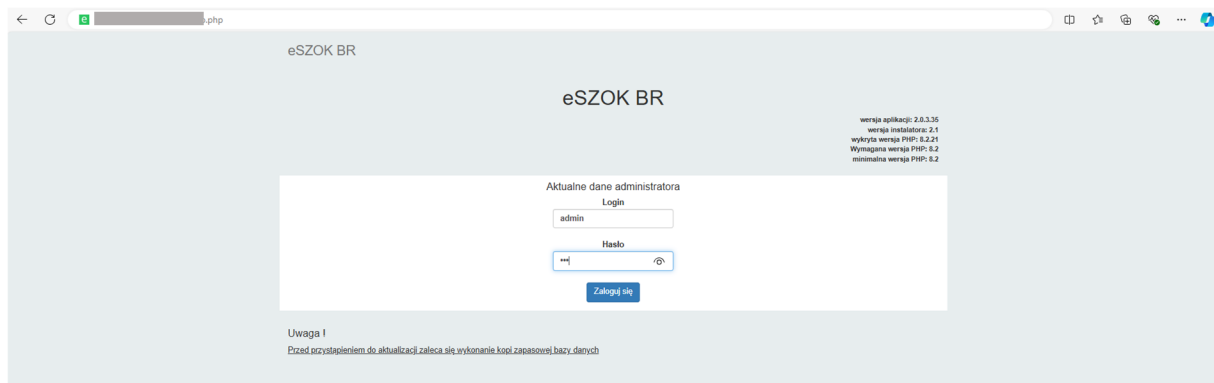 .php
eSZOK BR
eSZOK BR
wersja aplikacji: 2.0.3.35
wersja instalatora: 2.1
wykryta wersja PHP: 8.2.21
Wymagana wersja PHP: 8.2
minimalna wersja PHP: 8.2
Aktualne dane administratora
Login
admin
Hasło
***
Zaloguj się
Uwaga !
Przed przystąpieniem do aktualizacji zaleca się wykonanie kopi zapasowej bazy danych